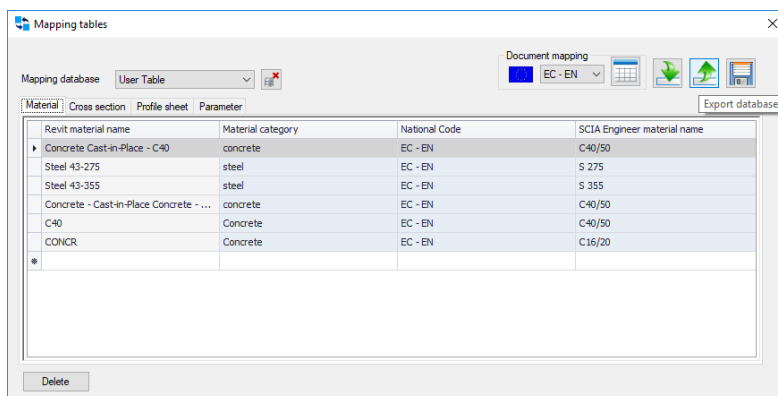 Mapping tables
Document mapping
Mapping database User Table EC - EN
Material Cross section Profile sheet Parameter Export database
Revit material name Material category National Code SCIA Engineer material name
Concrete Cast-in-Place - C40 concrete EC - EN C40/50
Steel 43-275 steel EC - EN S 275
Steel 43-355 steel EC - EN S 355
Concrete - Cast-in-Place Concrete - ... concrete EC - EN C40/50
C40 Concrete EC - EN C40/50
CONCR Concrete EC - EN C16/20
Delete